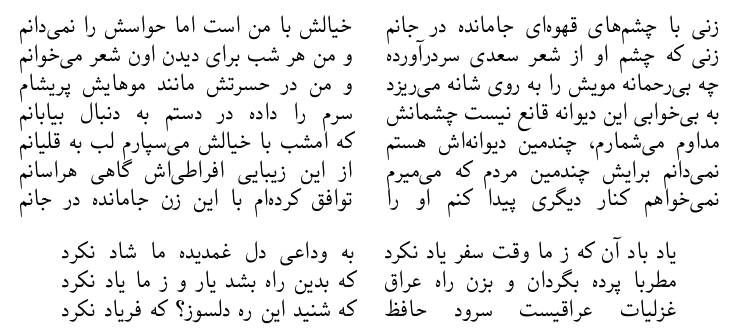 زنی با چشم‌های قهوه‌ای جامانده در جانم خیالش با من است اما حواسش را نمی‌دانم
زنی که چشم او از شعر سعدی سردرآورده و من هر شب برای دیدن اون شعر می‌خوانم
چه بی‌رحمانه مویش را به روی شانه می‌ریزد و من در حسرتش مانند موهایش پریشام
به بی‌خوابی این دیوانه قانع نیست چشمانش سرم را داده در دستم به دنبال بیابانم
مداوم می‌شمارم، چندمین دیوانه‌اش هستم که امشب با خیالش می‌سپارم لب به قلیانم
نمی‌دانم برایش چندمین مردم که می‌میرم از این زیبایی افراطی‌اش گاهی هراسانم
نمی‌خواهم کنار دیگری پیدا کنم او را توافق کرده‌ام با این زن جامانده در جانم
یاد باد آن که ز ما وقت سفر یاد نکرد به وداعی دل غمدیده ما شاد نکرد
مطربا پرده بگردان و بزن راه عراق که بدین راه بشد یار و ز ما یاد نکرد
غزلیات عراقیست سرود حافظ که شنید این ره دلسوز؟ که فریاد نکرد